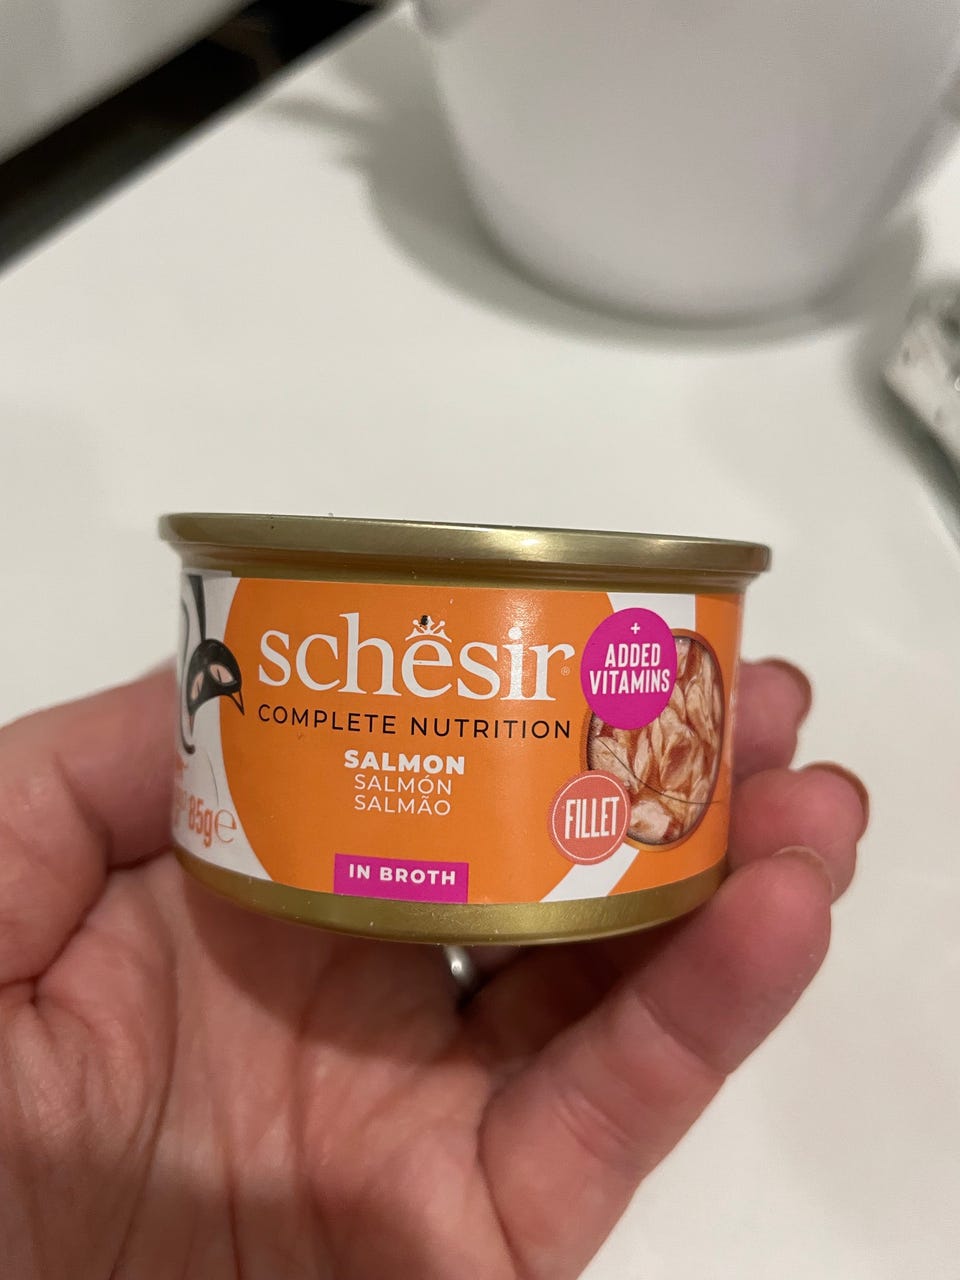 schesir®
COMPLETE NUTRITION
SALMON
SALMÓN
SALMÃO
IN BROTH
+
ADDED
VITAMINS
FILLET
85g℮